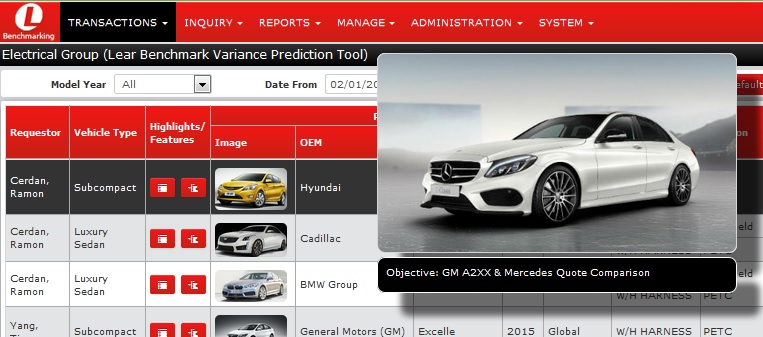 L
Benchmarking
TRANSACTIONS INQUIRY REPORTS MANAGE ADMINISTRATION SYSTEM
Electrical Group (Lear Benchmark Variance Prediction Tool)
Model Year All Date From 02/01/20
Requestor Vehicle Type Highlights/ Features Image OEM
Cerdan, Ramon Subcompact Hyundai
Cerdan, Ramon Luxury Sedan Cadillac
Cerdan, Ramon Luxury Sedan BMW Group
Objective: GM A2XX & Mercedes Quote Comparison
W/H HARNESS PETC
Yang, Subcompact General Motors (GM) Excelle 2015 Global W/H HARNESS PETC